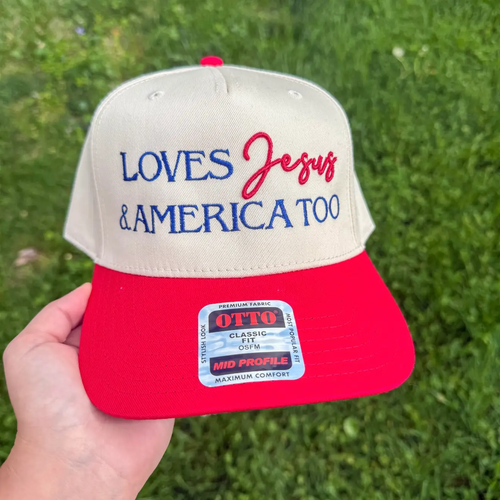 LOVES Jesus
& AMERICA TOO
PREMIUM FABRIC
STYLISH LOOK
OTTO
CLASSIC
FIT
OSFM
MID PROFILE
MOST POPULAR FIT
MAXIMUM COMFORT